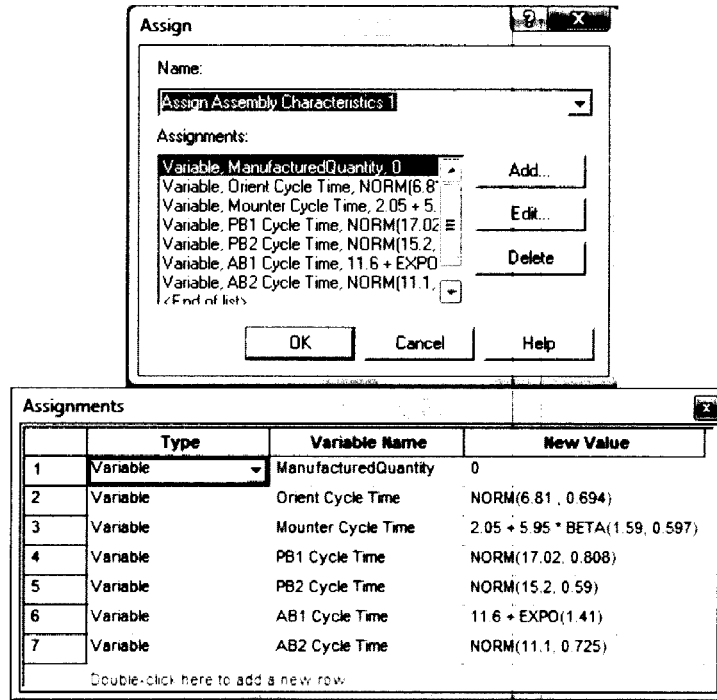 Assign
Name:
Assign Assembly Characteristics 1
Assignments:
Variable, ManufacturedQuantity, 0
Variable, Orient Cycle Time, NORM(6.8
Variable, Mounter Cycle Time, 2.05 + 5.
Variable, PB1 Cycle Time, NORM(17.02
Variable, PB2 Cycle Time, NORM(15.2,
Variable, AB1 Cycle Time, 11.6 + EXPO
Variable, AB2 Cycle Time, NORM(11.1,
<End of list>
Add...
Edit...
Delete
OK Cancel Help
Assignments
Type Variable Name New Value
1 Variable ManufacturedQuantity 0
2 Variable Orient Cycle Time NORM(6.81 , 0.694)
3 Variable Mounter Cycle Time 2.05 + 5.95 * BETA(1.59, 0.597)
4 Variable PB1 Cycle Time NORM(17.02, 0.808)
5 Variable PB2 Cycle Time NORM(15.2, 0.59)
6 Variable AB1 Cycle Time 11.6 + EXPO(1.41)
7 Variable AB2 Cycle Time NORM(11.1, 0.725)
Double-click here to add a new row